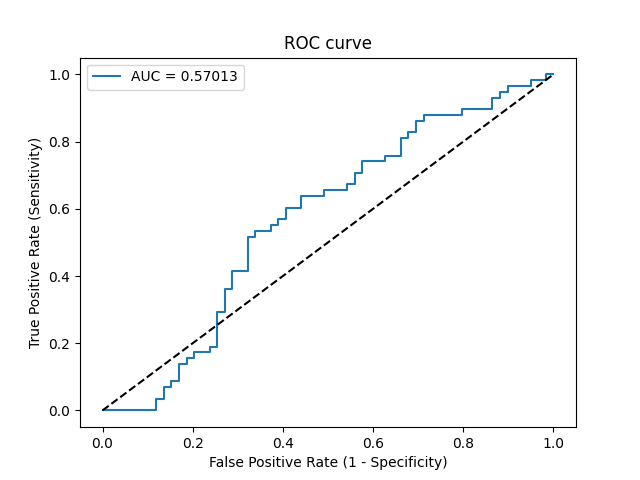 ROC curve
AUC = 0.57013
1.0
0.8
0.6
0.4
0.2
0.0
True Positive Rate (Sensitivity)
0.0 0.2 0.4 0.6 0.8 1.0
False Positive Rate (1 - Specificity)